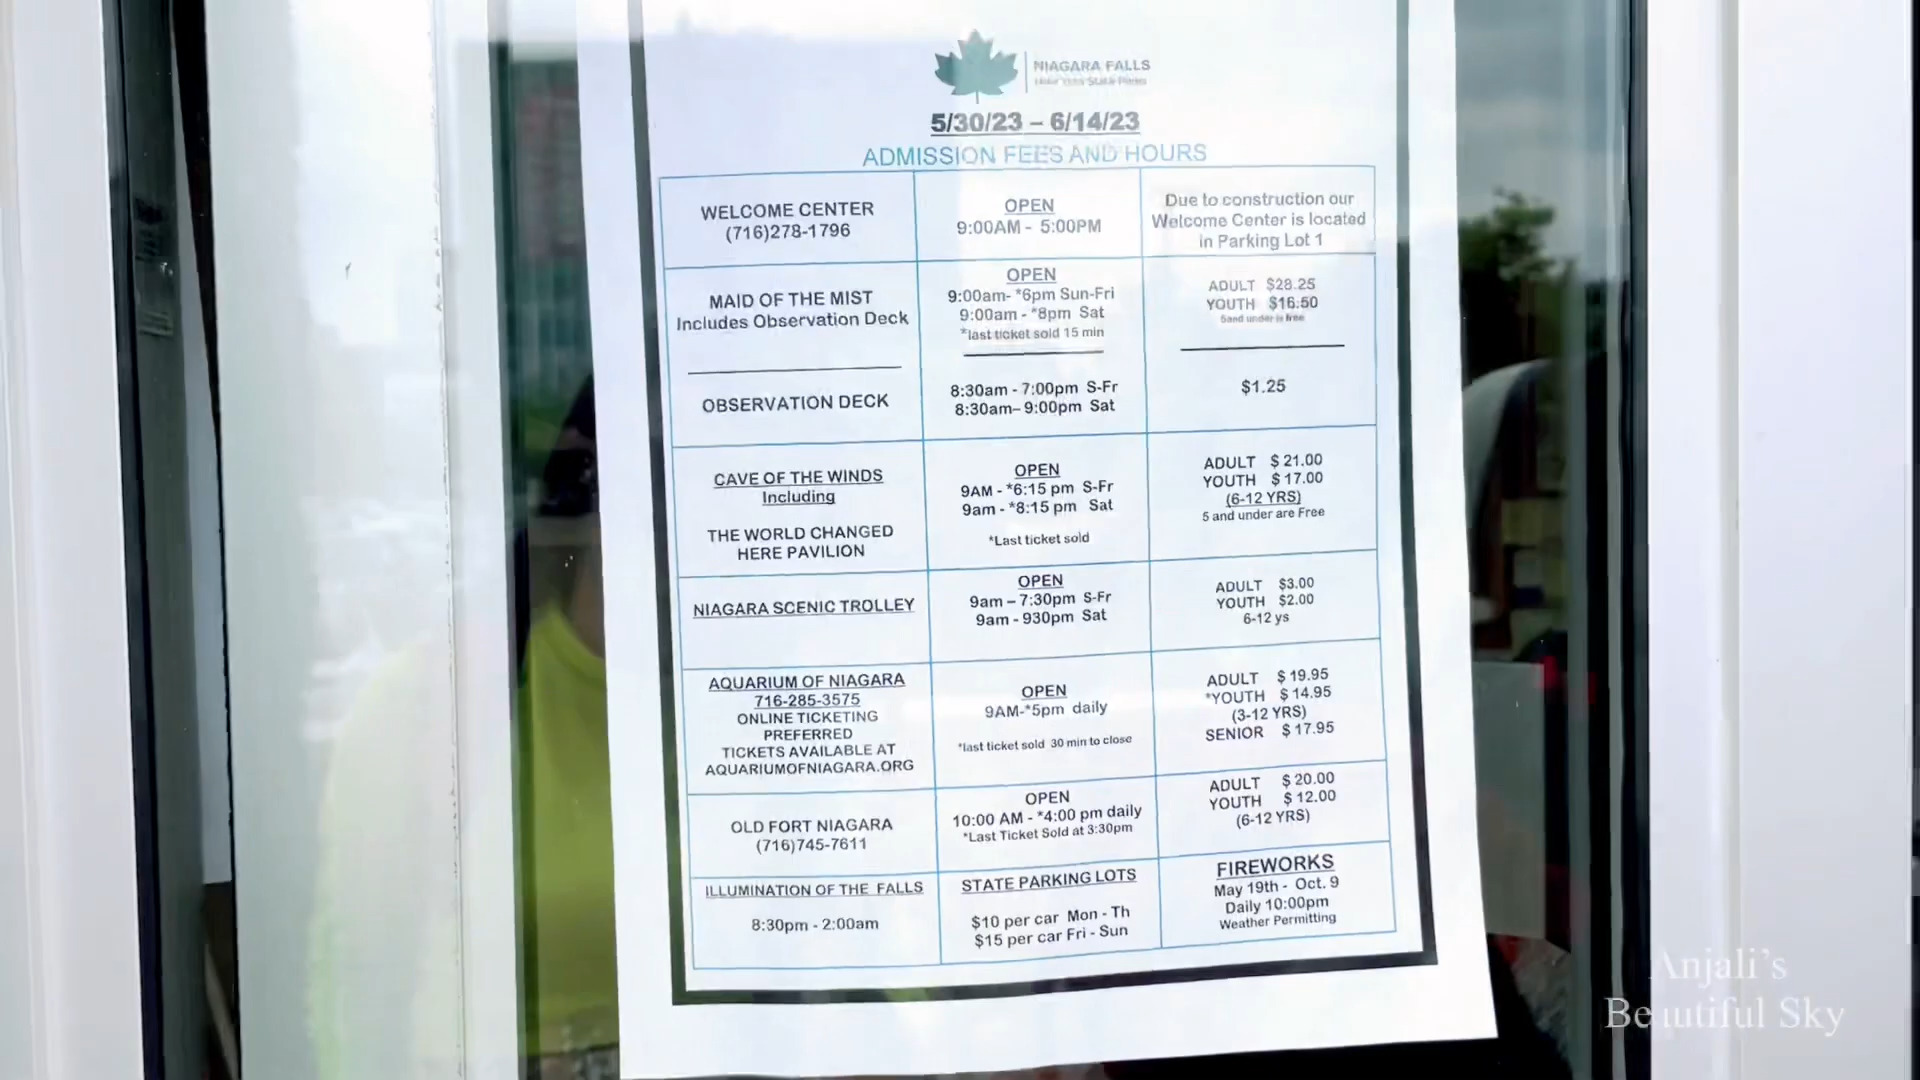 NIAGARA FALLS
New York State Parks
5/30/23 – 6/14/23
ADMISSION FEES AND HOURS
WELCOME CENTER
(716)278-1796
OPEN
9:00AM - 5:00PM
Due to construction our
Welcome Center is located
in Parking Lot 1
MAID OF THE MIST
Includes Observation Deck
OPEN
9:00am- *6pm Sun-Fri
9:00am - *8pm Sat
*last ticket sold 15 min
ADULT $28.25
YOUTH $16.50
5and under is free
OBSERVATION DECK
8:30am - 7:00pm S-Fr
8:30am– 9:00pm Sat
$1.25
CAVE OF THE WINDS
Including
THE WORLD CHANGED
HERE PAVILION
OPEN
9AM - *6:15 pm S-Fr
9am - *8:15 pm Sat
*Last ticket sold
ADULT $ 21.00
YOUTH $ 17.00
(6-12 YRS)
5 and under are Free
NIAGARA SCENIC TROLLEY
OPEN
9am – 7:30pm S-Fr
9am - 930pm Sat
ADULT $3.00
YOUTH $2.00
6-12 ys
AQUARIUM OF NIAGARA
716-285-3575
ONLINE TICKETING
PREFERRED
TICKETS AVAILABLE AT
AQUARIUMOFNIAGARA.ORG
OPEN
9AM-*5pm daily
*last ticket sold 30 min to close
ADULT $ 19.95
*YOUTH $ 14.95
(3-12 YRS)
SENIOR $ 17.95
OLD FORT NIAGARA
(716)745-7611
OPEN
10:00 AM - *4:00 pm daily
*Last Ticket Sold at 3:30pm
ADULT $ 20.00
YOUTH $ 12.00
(6-12 YRS)
ILLUMINATION OF THE FALLS
8:30pm - 2:00am
STATE PARKING LOTS
$10 per car Mon - Th
$15 per car Fri - Sun
FIREWORKS
May 19th - Oct. 9
Daily 10:00pm
Weather Permitting
Anjali's
Beautiful Sky